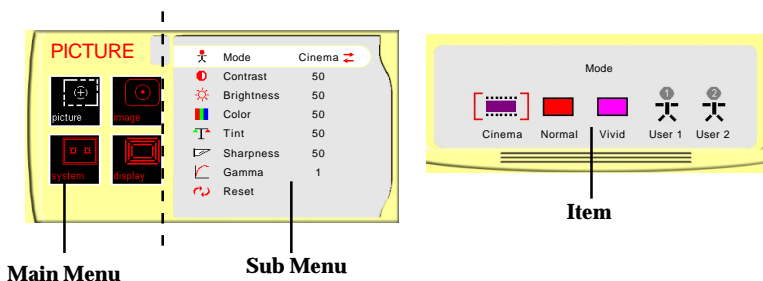 PICTURE
picture
image
system
display
Mode Cinema
Contrast 50
Brightness 50
Color 50
Tint 50
Sharpness 50
Gamma 1
Reset
Main Menu
Sub Menu
Mode
1 2
Cinema Normal Vivid User 1 User 2
Item